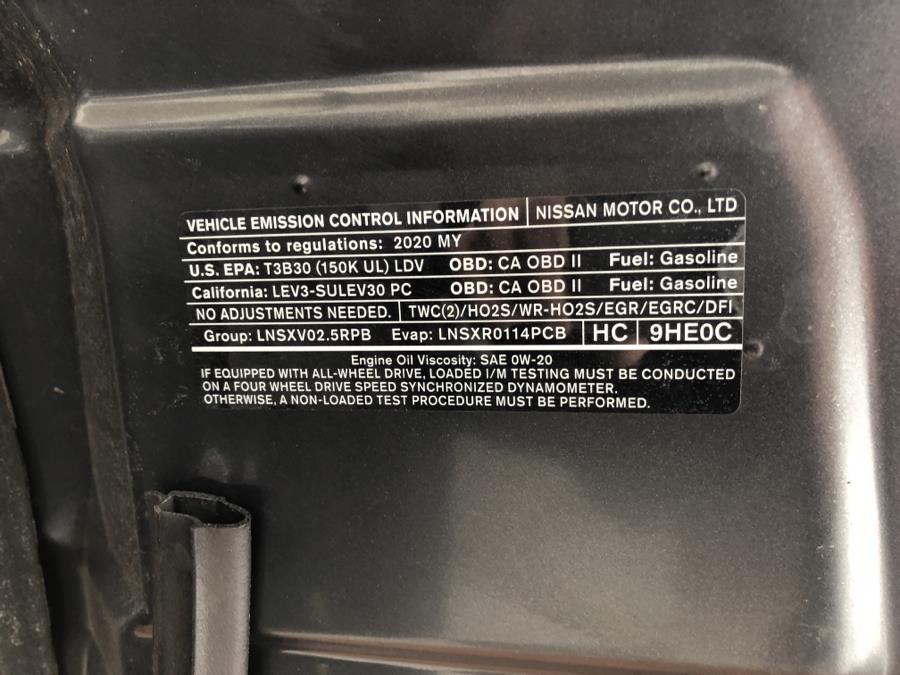 VEHICLE EMISSION CONTROL INFORMATION NISSAN MOTOR CO., LTD
Conforms to regulations: 2020 MY
U.S. EPA: T3B30 (150K UL) LDV OBD: CA OBD II Fuel: Gasoline
California: LEV3-SULEV30 PC OBD: CA OBD II Fuel: Gasoline
NO ADJUSTMENTS NEEDED. TWC(2)/HO2S/WR-HO2S/EGR/EGRC/DFI
Group: LNSXV02.5RPB Evap: LNSXR0114PCB HC 9HE0C
Engine Oil Viscosity: SAE 0W-20
IF EQUIPPED WITH ALL-WHEEL DRIVE, LOADED I/M TESTING MUST BE CONDUCTED
ON A FOUR WHEEL DRIVE SPEED SYNCHRONIZED DYNAMOMETER.
OTHERWISE, A NON-LOADED TEST PROCEDURE MUST BE PERFORMED.